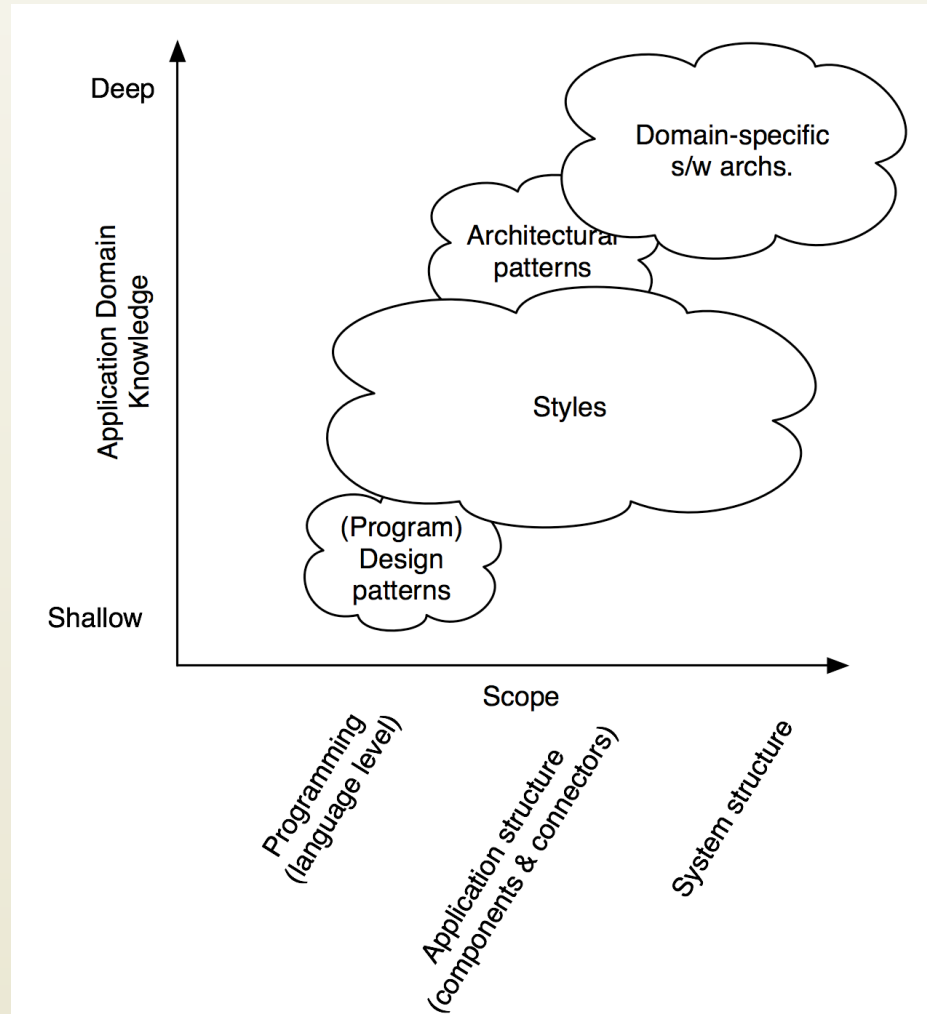 Deep
Domain-specific
s/w archs.
Architectural
patterns
Application Domain
Knowledge
Styles
(Program)
Design
patterns
Shallow
Scope
Programming
(language level)
Application structure
(components & connectors)
System structure